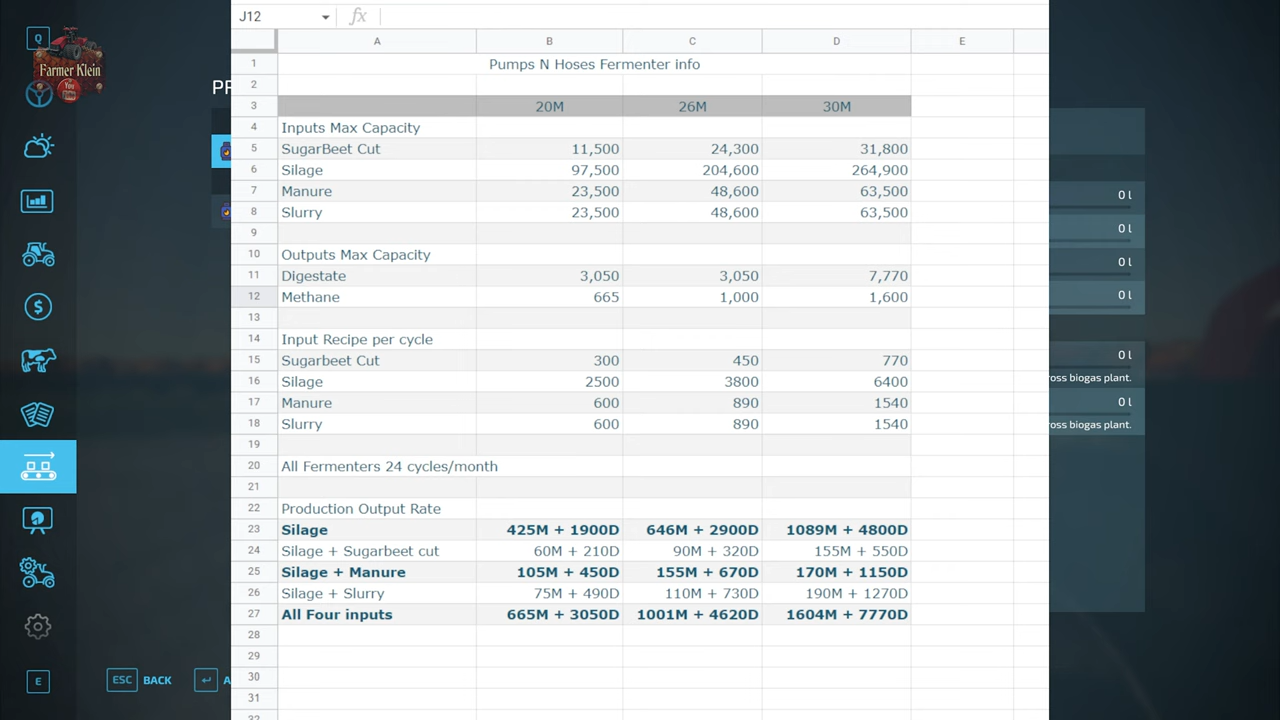 J12 fx
Q
Farmer Klein
You Tube
PR
A B C D E
1 Pumps N Hoses Fermenter info
2
3 20M 26M 30M
4 Inputs Max Capacity
5 SugarBeet Cut 11,500 24,300 31,800
6 Silage 97,500 204,600 264,900
7 Manure 23,500 48,600 63,500
8 Slurry 23,500 48,600 63,500
9
10 Outputs Max Capacity
11 Digestate 3,050 3,050 7,770
12 Methane 665 1,000 1,600
13
14 Input Recipe per cycle
15 Sugarbeet Cut 300 450 770
16 Silage 2500 3800 6400
17 Manure 600 890 1540
18 Slurry 600 890 1540
19
20 All Fermenters 24 cycles/month
21
22 Production Output Rate
23 Silage 425M + 1900D 646M + 2900D 1089M + 4800D
24 Silage + Sugarbeet cut 60M + 210D 90M + 320D 155M + 550D
25 Silage + Manure 105M + 450D 155M + 670D 170M + 1150D
26 Silage + Slurry 75M + 490D 110M + 730D 190M + 1270D
27 All Four inputs 665M + 3050D 1001M + 4620D 1604M + 7770D
28
29
30
31
32
0 l
0 l
0 l
0 l
0 l
ross biogas plant.
0 l
ross biogas plant.
E
ESC BACK
A